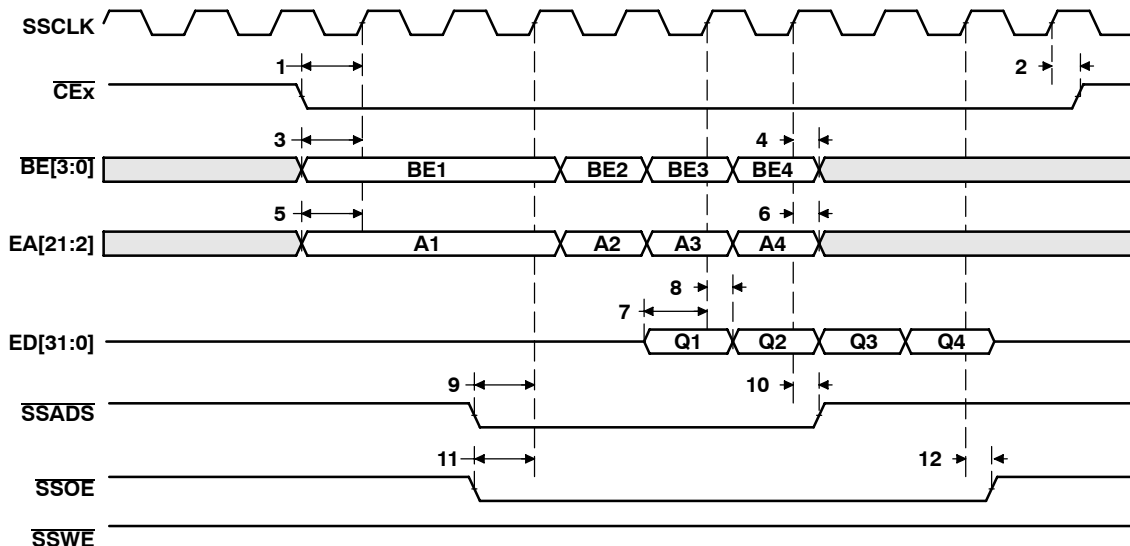 SSCLK
1
2
CEx
3
4
BE[3:0]
BE1 BE2 BE3 BE4
5
6
EA[21:2]
A1 A2 A3 A4
8
7
ED[31:0]
Q1 Q2 Q3 Q4
9
10
SSADS
11
12
SSOE
SSWE